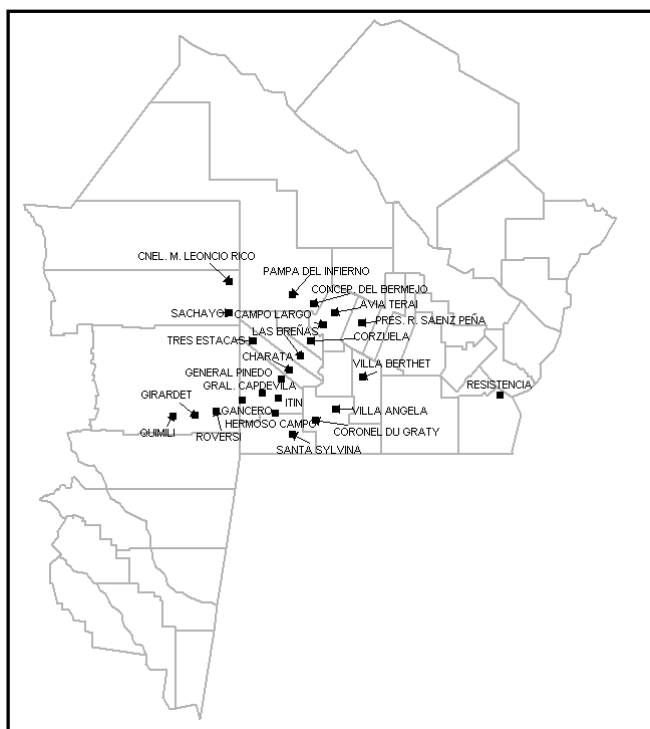 CNEL. M. LEONCIO RICO
PAMPA DEL INFIERNO
CONCEP. DEL BERMEJO
AVIA TERAI
SACHAYOJ
CAMPO LARGO
PRES. R. SAENZ PEÑA
LAS BREÑAS
TRES ESTACAS
CORZUELA
CHARATA
VILLA BERTHET
GENERAL PINEDO
GRAL. CAPDEVILA
RESISTENCIA
GIRARDET
ITIN
GANCERO
VILLA ANGELA
HERMOSO CAMPO
QUIMILI
ROVERSI
CORONEL DU GRATY
SANTA SYLVINA